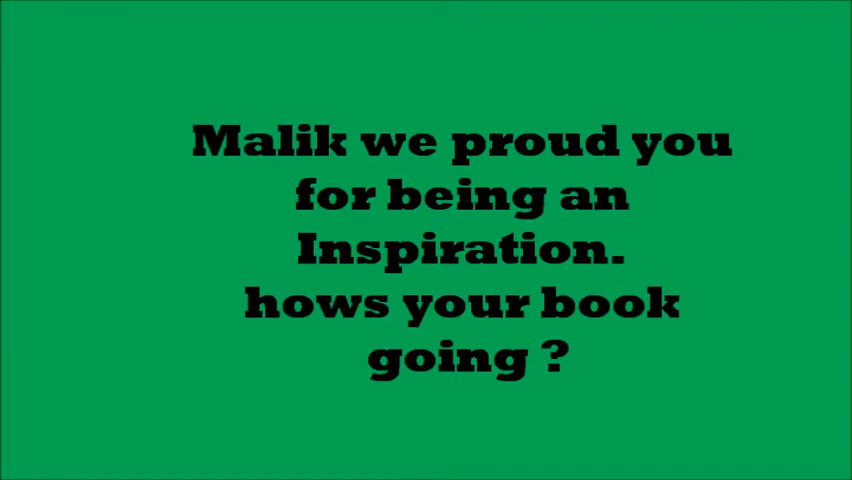 Malik we proud you
for being an
Inspiration.
hows your book
going ?